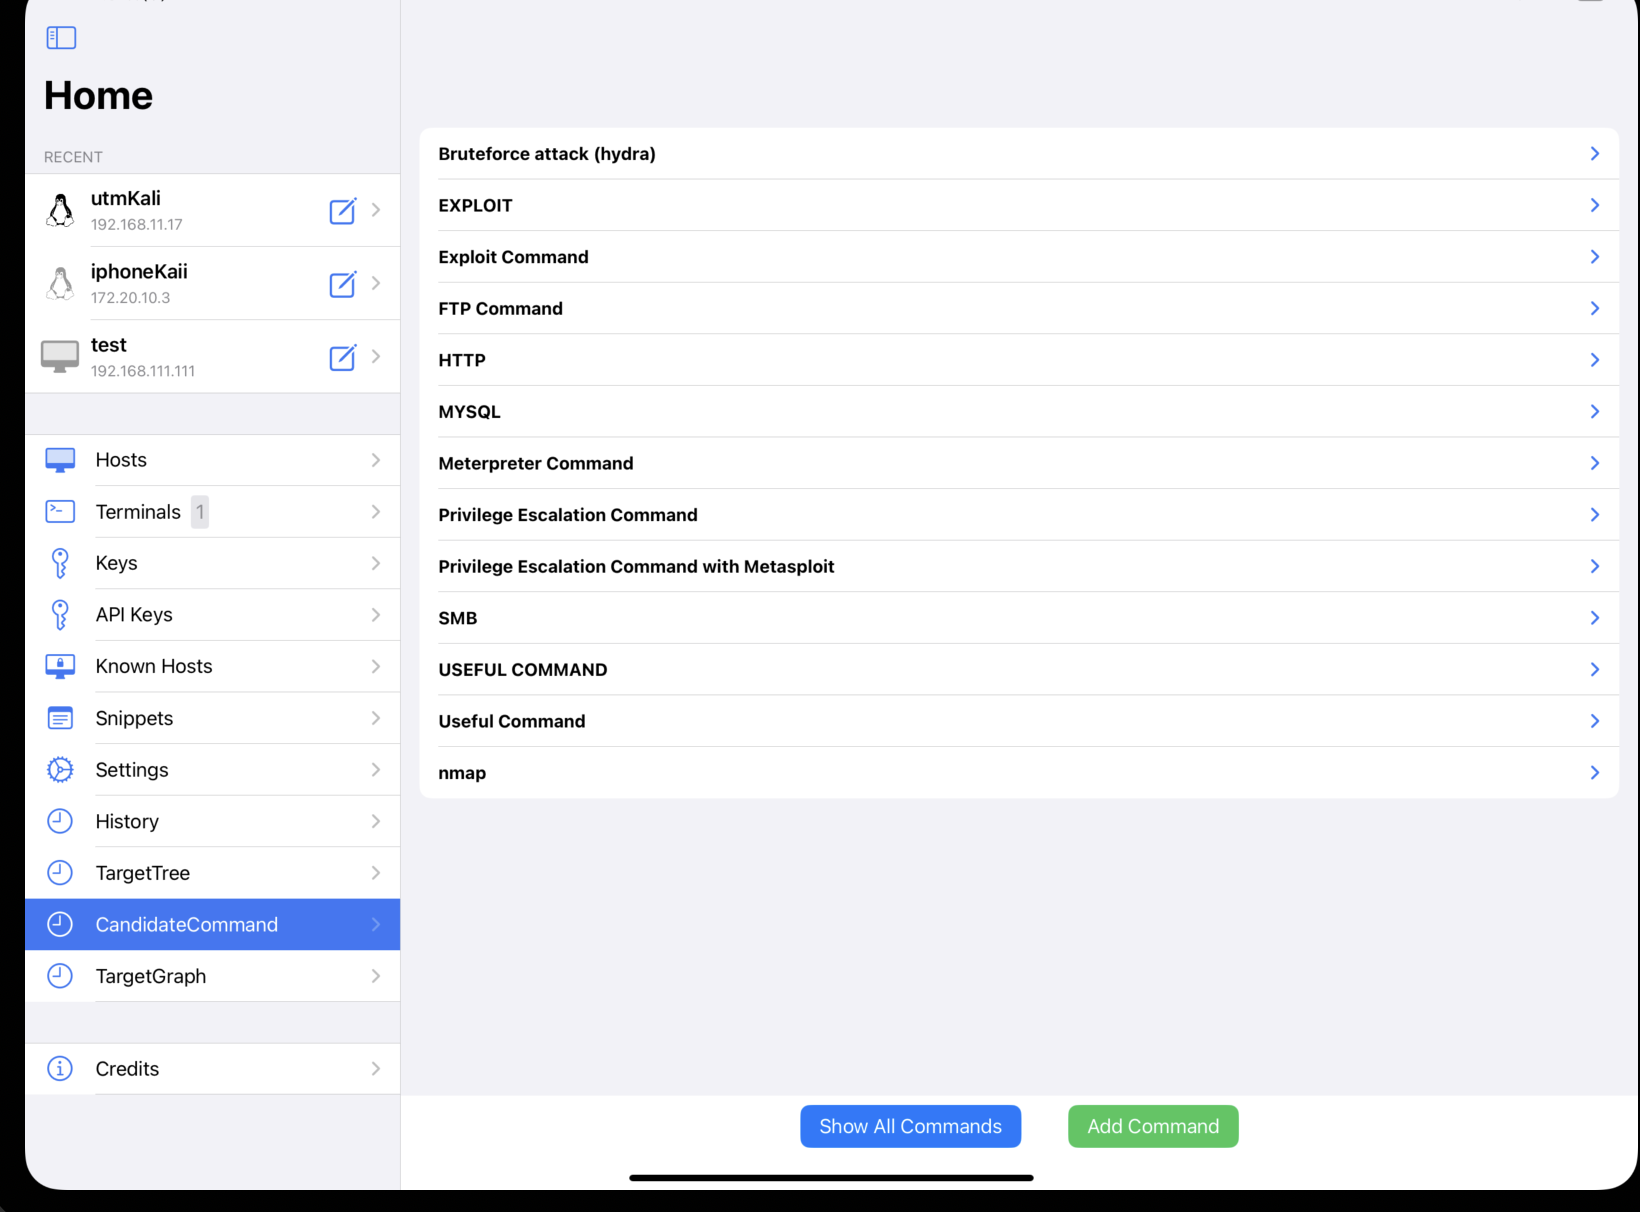 Home
RECENT
utmKali
192.168.11.17
iphoneKaii
172.20.10.3
test
192.168.111.111
Hosts
Terminals 1
Keys
API Keys
Known Hosts
Snippets
Settings
History
TargetTree
CandidateCommand
TargetGraph
Credits
Bruteforce attack (hydra)
EXPLOIT
Exploit Command
FTP Command
HTTP
MYSQL
Meterpreter Command
Privilege Escalation Command
Privilege Escalation Command with Metasploit
SMB
USEFUL COMMAND
Useful Command
nmap
Show All Commands
Add Command